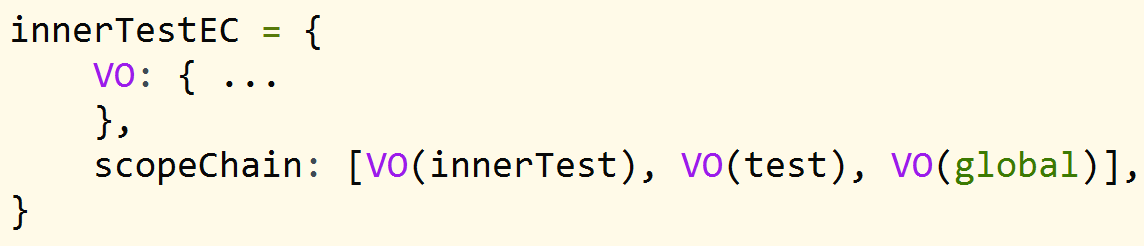 innerTestEC = {
    VO: { ...
    },
    scopeChain: [VO(innerTest), VO(test), VO(global)],
}